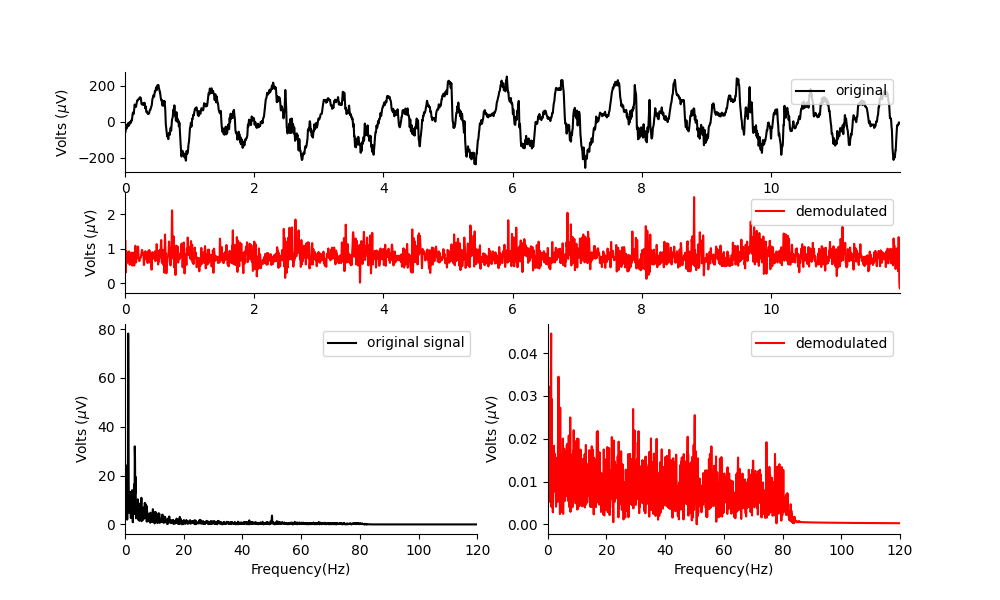 Volts (μV)
200
0
−200
original
0 2 4 6 8 10
Volts (μV)
2
1
0
demodulated
0 2 4 6 8 10
Volts (μV)
80
60
40
20
0
original signal
0 20 40 60 80 100 120
Frequency(Hz)
Volts (μV)
0.04
0.03
0.02
0.01
0.00
demodulated
0 20 40 60 80 100 120
Frequency(Hz)